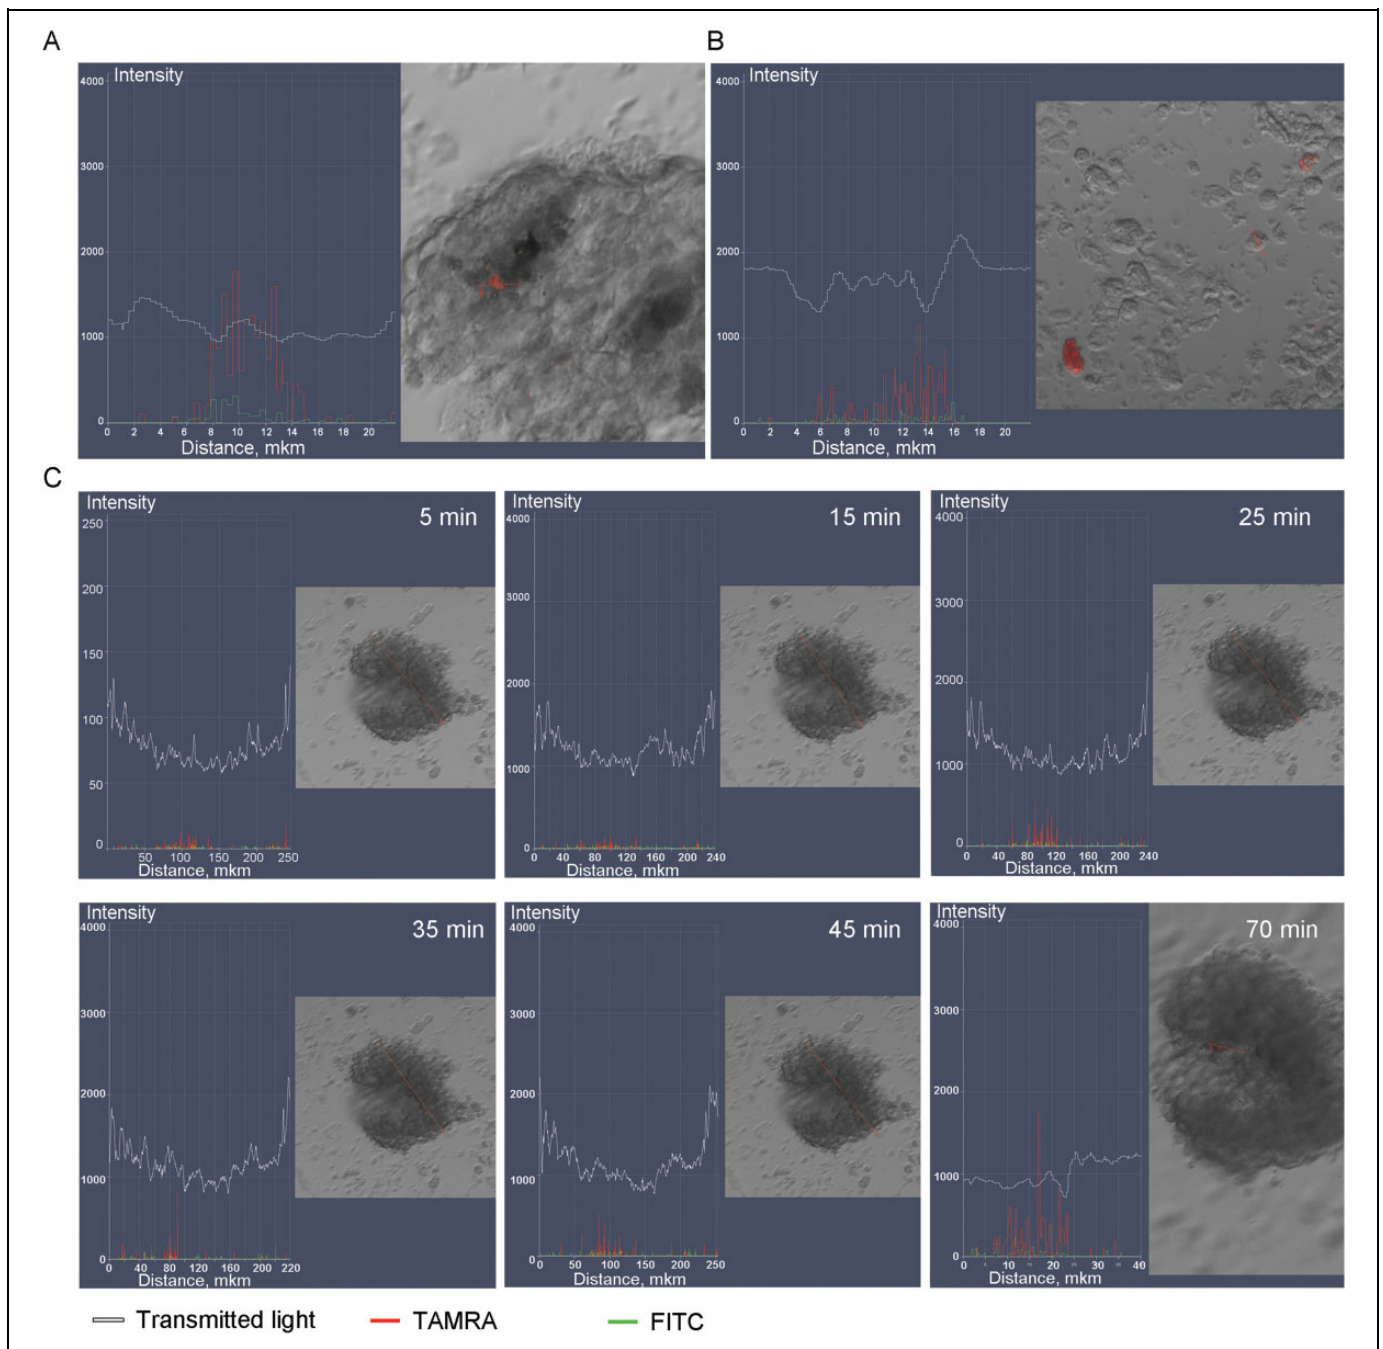 A
B
Intensity
4000
3000
2000
1000
0
0 2 4 6 8 10 12 14 16 18 20
Distance, mkm
Intensity
4000
3000
2000
1000
0
0 2 4 6 8 10 12 14 16 18 20
Distance, mkm
C
Intensity
5 min
250
200
150
100
50
0
50 100 150 200 250
Distance, mkm
Intensity
15 min
4000
3000
2000
1000
0
0 40 80 120 160 200 240
Distance, mkm
Intensity
25 min
4000
3000
2000
1000
0
0 40 80 120 160 200 240
Distance, mkm
Intensity
35 min
4000
3000
2000
1000
0
0 40 80 120 160 200 220
Distance, mkm
Intensity
45 min
4000
3000
2000
1000
0
0 50 100 150 200 250
Distance, mkm
Intensity
70 min
4000
3000
2000
1000
0
0 10 20 30 40
Distance, mkm
Transmitted light
TAMRA
FITC